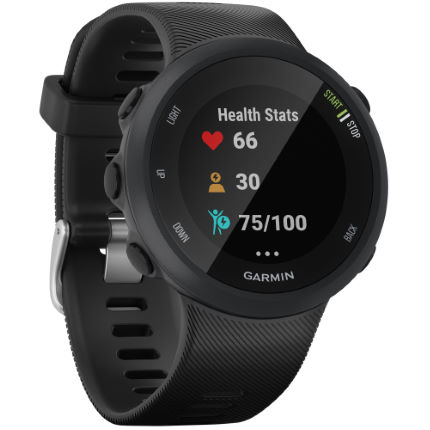 LIGHT
START
STOP
Health Stats
66
UP
30
75/100
DOWN
BACK
...
GARMIN